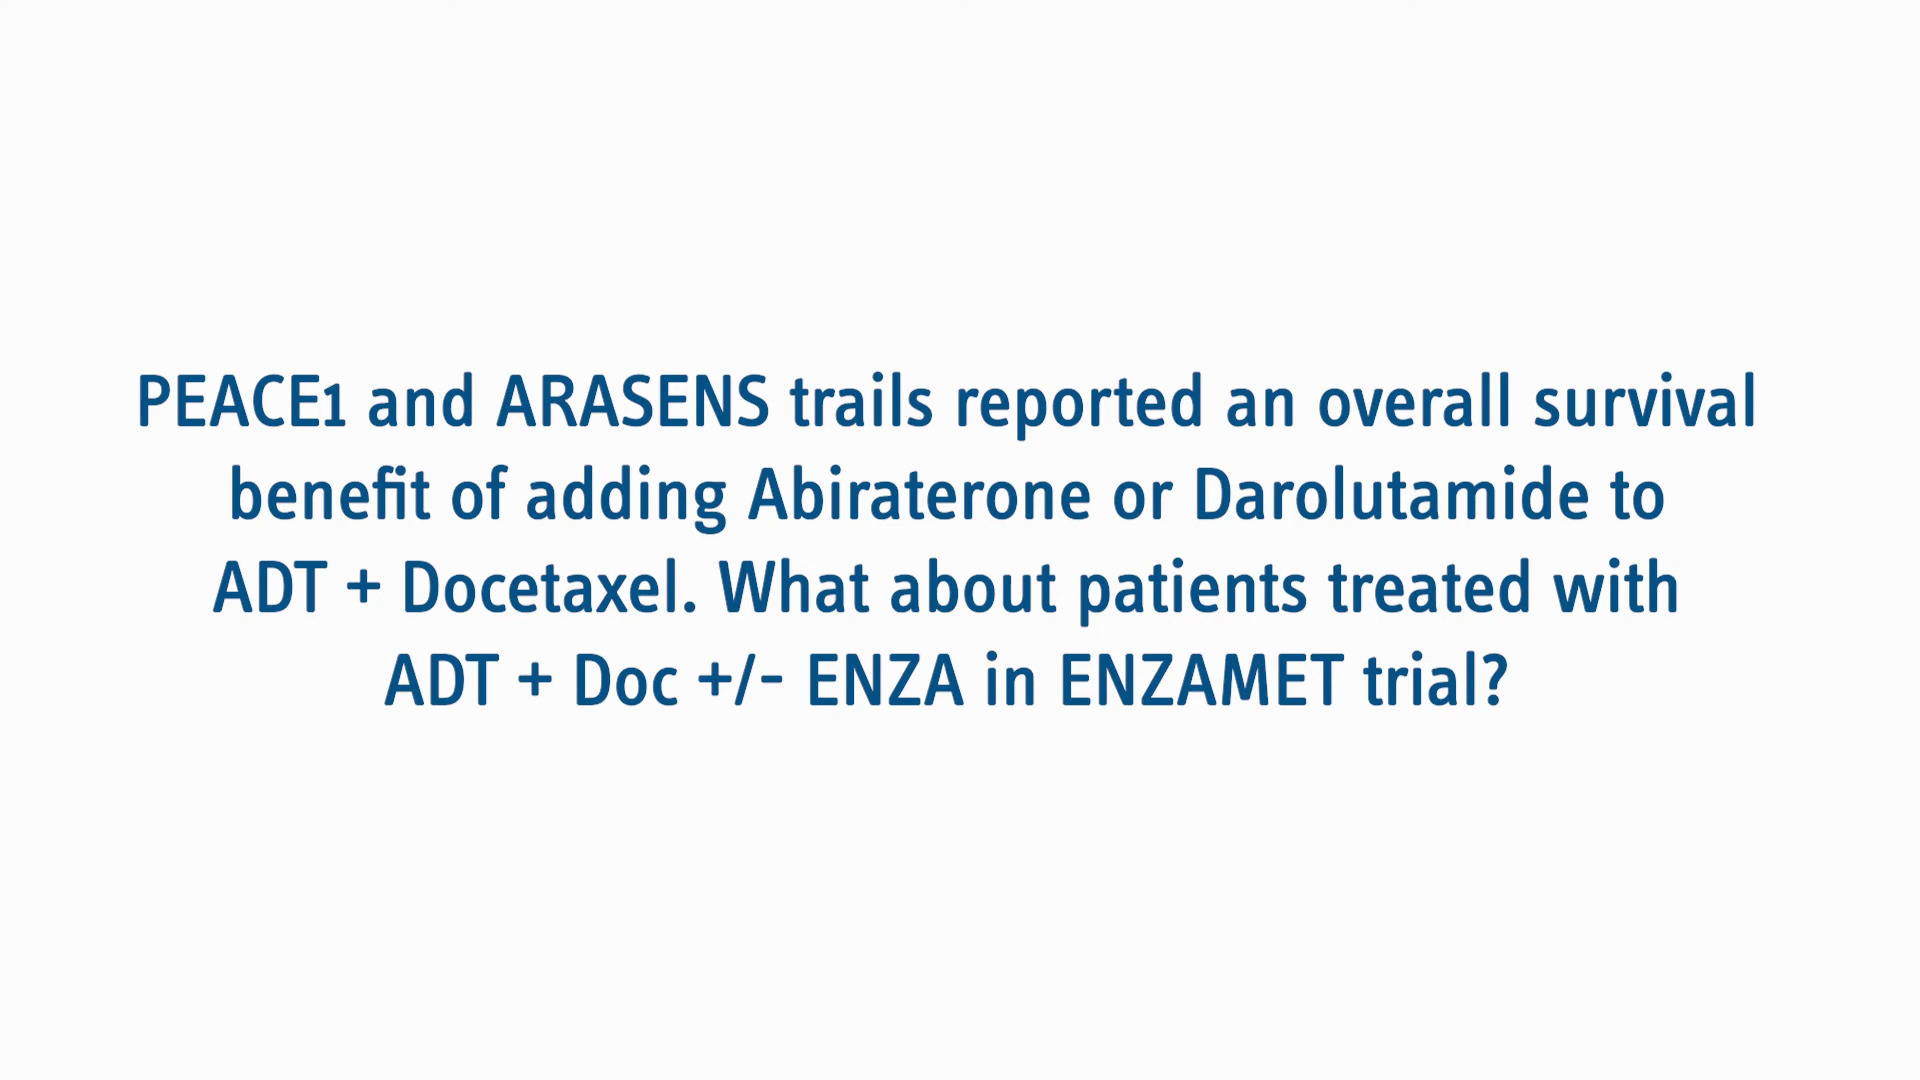 PEACE1 and ARASENS trails reported an overall survival
benefit of adding Abiraterone or Darolutamide to
ADT + Docetaxel. What about patients treated with
ADT + Doc +/- ENZA in ENZAMET trial?